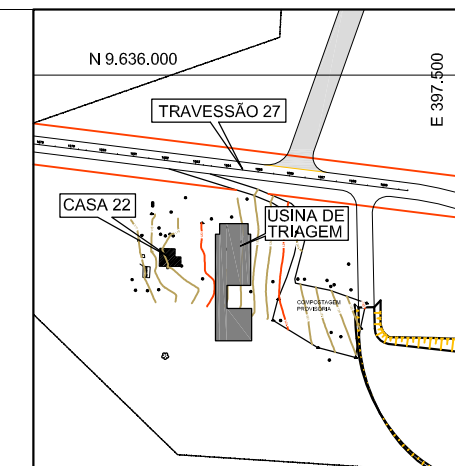 N 9.636.000
E 397.500
TRAVESSÃO 27
CASA 22
USINA DE
TRIAGEM
COMPOSTAGEM
PROVISÓRIA